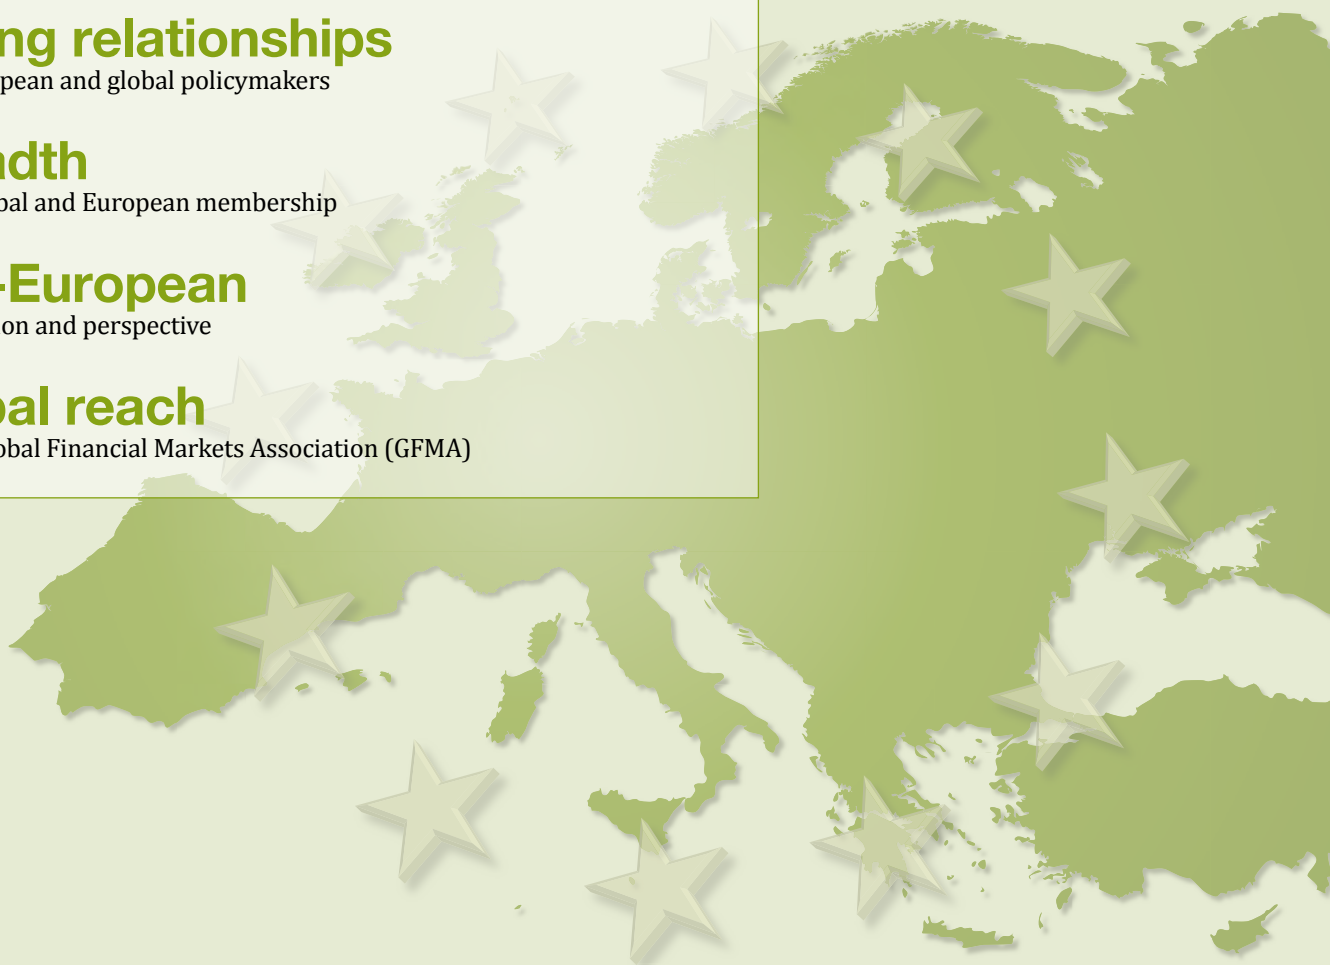 ng relationships
pean and global policymakers
adth
bal and European membership
-European
on and perspective
bal reach
obal Financial Markets Association (GFMA)